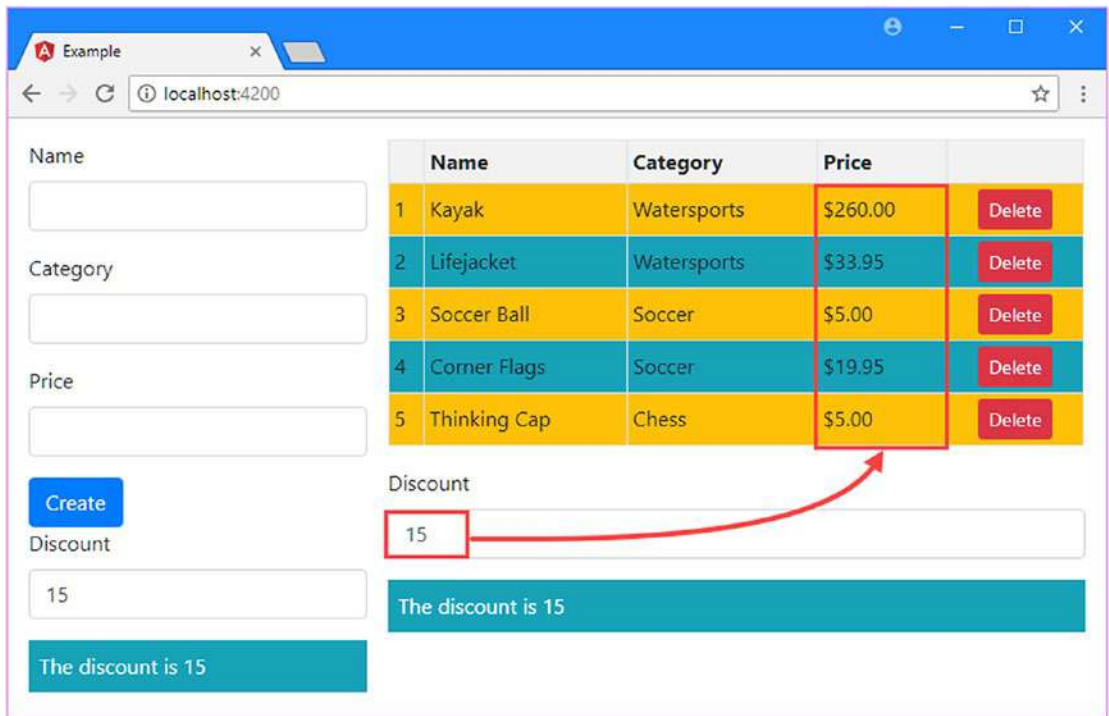 Example
localhost:4200
Name
Category
Price
Create
Discount
15
The discount is 15
Name Category Price
1 Kayak Watersports $260.00 Delete
2 Lifejacket Watersports $33.95 Delete
3 Soccer Ball Soccer $5.00 Delete
4 Corner Flags Soccer $19.95 Delete
5 Thinking Cap Chess $5.00 Delete
Discount
15
The discount is 15